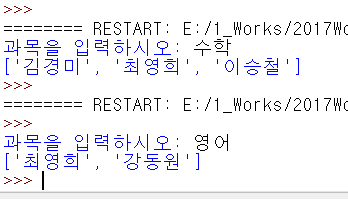 >>>
======== RESTART: E:/1_Works/2017Wo
과목을 입력하시오: 수학
['김경미', '최영희', '이승철']
>>>
======== RESTART: E:/1_Works/2017Wo
>>>
과목을 입력하시오: 영어
['최영희', '강동원']
>>>